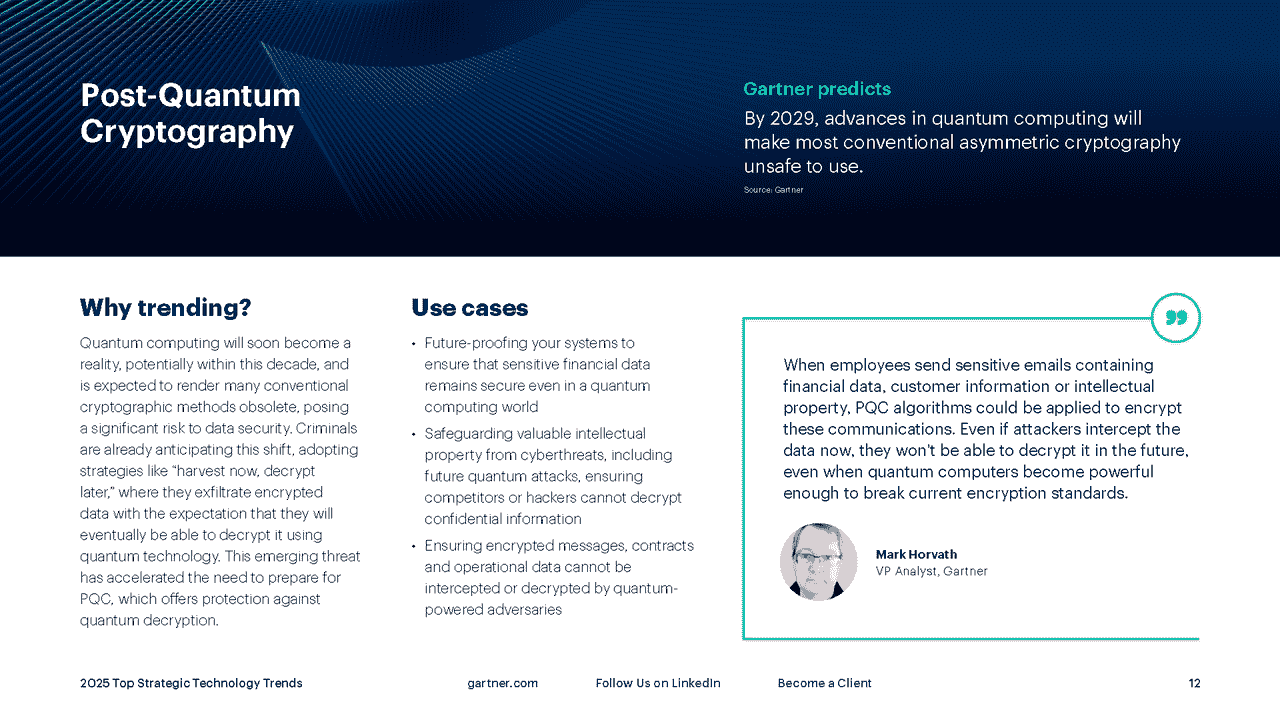 Post-Quantum
Cryptography
Gartner predicts
By 2029, advances in quantum computing will
make most conventional asymmetric cryptography
unsafe to use.
Source: Gartner
Why trending?
Quantum computing will soon become a
reality, potentially within this decade, and
is expected to render many conventional
cryptographic methods obsolete, posing
a significant risk to data security. Criminals
are already anticipating this shift, adopting
strategies like “harvest now, decrypt
later,” where they exfiltrate encrypted
data with the expectation that they will
eventually be able to decrypt it using
quantum technology. This emerging threat
has accelerated the need to prepare for
PQC, which offers protection against
quantum decryption.
Use cases
• Future-proofing your systems to
ensure that sensitive financial data
remains secure even in a quantum
computing world
• Safeguarding valuable intellectual
property from cyberthreats, including
future quantum attacks, ensuring
competitors or hackers cannot decrypt
confidential information
• Ensuring encrypted messages, contracts
and operational data cannot be
intercepted or decrypted by quantum-
powered adversaries
”
When employees send sensitive emails containing
financial data, customer information or intellectual
property, PQC algorithms could be applied to encrypt
these communications. Even if attackers intercept the
data now, they won't be able to decrypt it in the future,
even when quantum computers become powerful
enough to break current encryption standards.
Mark Horvath
VP Analyst, Gartner
2025 Top Strategic Technology Trends
gartner.com
Follow Us on LinkedIn
Become a Client
12